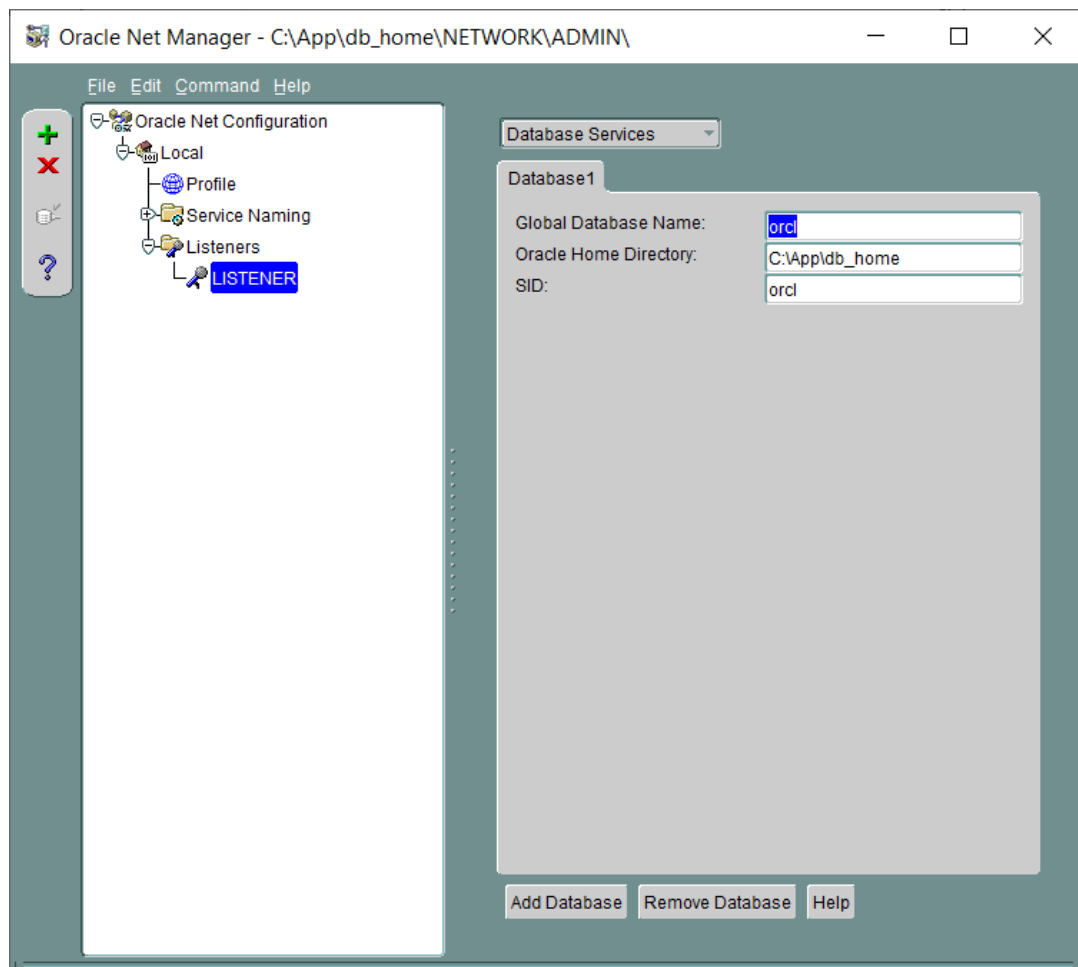 Oracle Net Manager - C:\App\db_home\NETWORK\ADMIN\
File Edit Command Help
Oracle Net Configuration
Local
Profile
Service Naming
Listeners
LISTENER
Database Services
Database1
Global Database Name: orcl
Oracle Home Directory: C:\App\db_home
SID: orcl
Add Database Remove Database Help